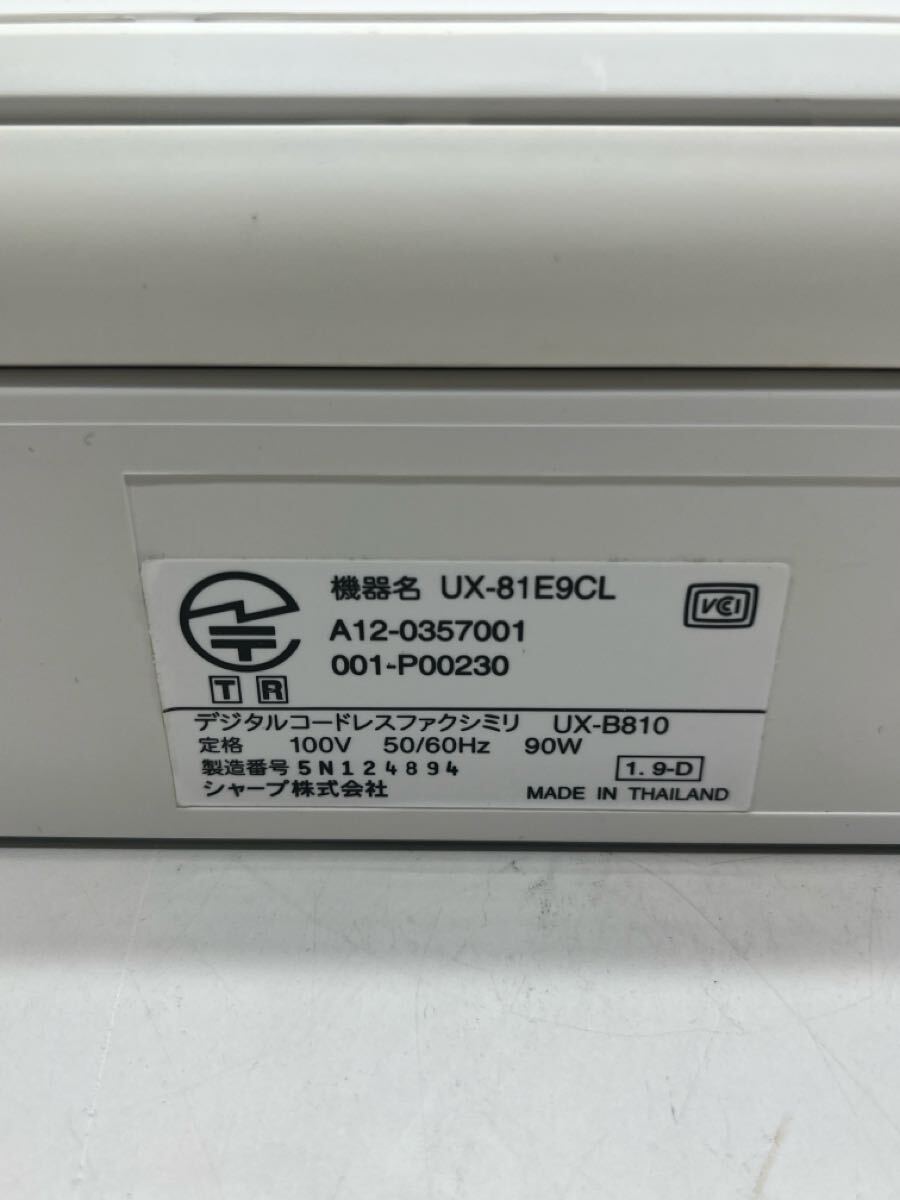 機器名 UX-81E9CL
VCCI
A12-0357001
001-P00230
T R
デジタルコードレスファクシミリ UX-B810
定格 100V 50/60Hz 90W
製造番号 5N124894
1. 9-D
シャープ株式会社 MADE IN THAILAND